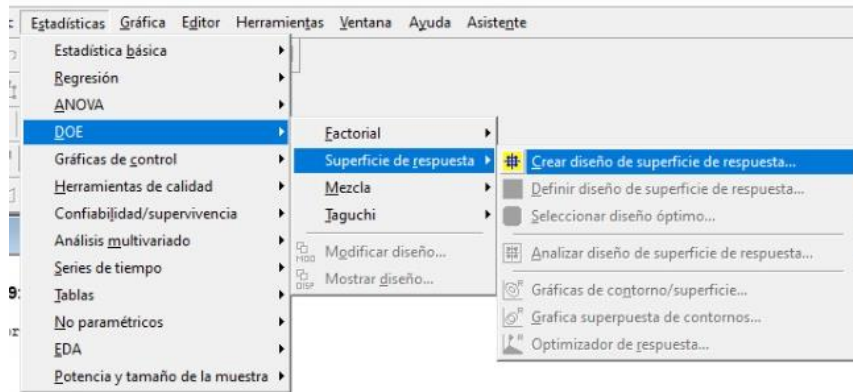 Estadísticas Gráfica Editor Herramientas Ventana Ayuda Asistente
Estadística básica
Regresión
ANOVA
DOE
Gráficas de control
Herramientas de calidad
Confiabilidad/supervivencia
Análisis multivariado
Series de tiempo
Tablas
No paramétricos
EDA
Potencia y tamaño de la muestra
Factorial
Superficie de respuesta
Mezcla
Taguchi
Modificar diseño...
Mostrar diseño...
Crear diseño de superficie de respuesta...
Definir diseño de superficie de respuesta...
Seleccionar diseño óptimo...
Analizar diseño de superficie de respuesta...
Gráficas de contorno/superficie...
Grafica superpuesta de contornos...
Optimizador de respuesta...